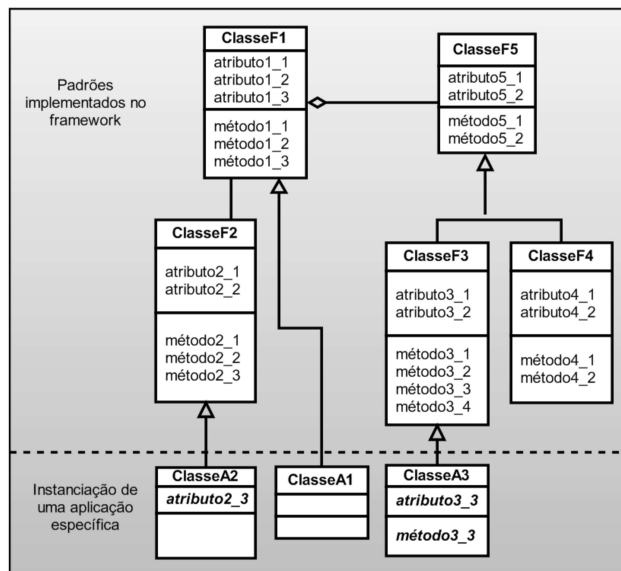 Padrões
implementados no
framework
ClasseF1
atributo1_1
atributo1_2
atributo1_3
método1_1
método1_2
método1_3
ClasseF5
atributo5_1
atributo5_2
método5_1
método5_2
ClasseF2
atributo2_1
atributo2_2
método2_1
método2_2
método2_3
ClasseF3
atributo3_1
atributo3_2
método3_1
método3_2
método3_3
método3_4
ClasseF4
atributo4_1
atributo4_2
método4_1
método4_2
Instanciação de
uma aplicação
específica
ClasseA2
atributo2_3
ClasseA1
ClasseA3
atributo3_3
método3_3